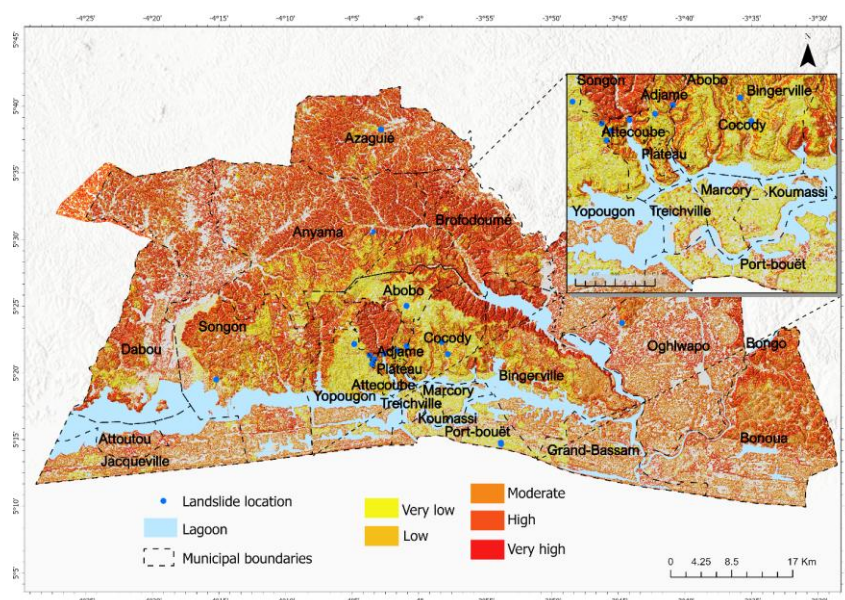 -4°25' -4°20' -4°15' -4°10' -4°5' -4° -3°55' -3°50' -3°45' -3°40' -3°35' -3°30'
5°45'
5°40'
5°35'
5°30'
5°25'
5°20'
5°15'
5°10'
5°5'
N
Songon
Abobo
Adjame
Bingerville
Attecoube
Cocody
Plateau
Marcory
Koumassi
Yopougon
Treichville
Port-bouët
Azaguié
Anyama
Brofodoumé
Abobo
Songon
Cocody
Dabou
Adjame
Oghlwapo
Bongo
Plateau
Attecoube
Bingerville
Yopougon
Marcory
Treichville
Koumassi
Port-bouët
Attoutou
Jacqueville
Grand-Bassam
Bonoua
Landslide location
Lagoon
Municipal boundaries
Very low
Low
Moderate
High
Very high
0 4.25 8.5 17 Km